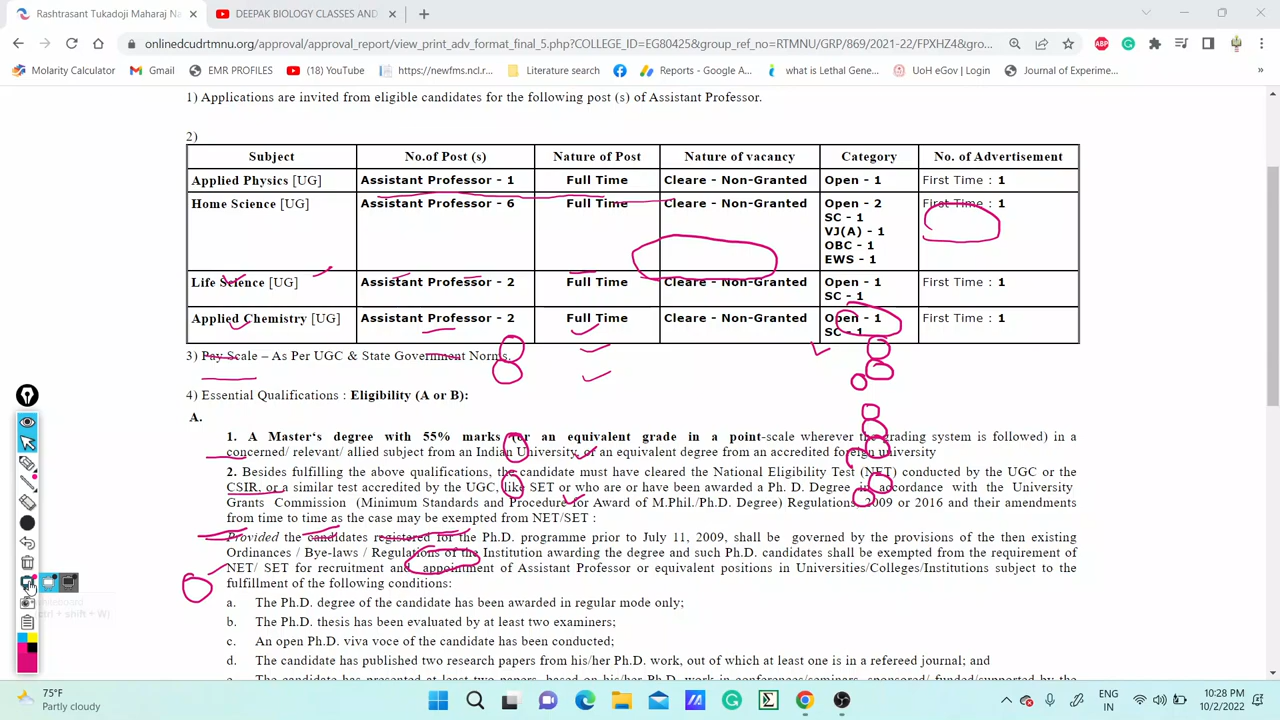 Rashtrasant Tukadoji Maharaj Na
DEEPAK BIOLOGY CLASSES AND
onlinecudrtmnu.org/approval/approval_report/view_print_adv_format_final_5.php?COLLEGE_ID=EG80425&group_ref_no=RTMNU/GRP/869/2021-22/FPXHZ4&gro...
Molarity Calculator
Gmail
EMR PROFILES
(18) YouTube
https://newfms.ncl.r...
Literature search
Reports - Google A...
what is Lethal Gene...
UoH eGov | Login
Journal of Experime...
1) Applications are invited from eligible candidates for the following post (s) of Assistant Professor.
2)
Subject No.of Post (s) Nature of Post Nature of vacancy Category No. of Advertisement
Applied Physics [UG] Assistant Professor - 1 Full Time Cleare - Non-Granted Open - 1 First Time : 1
Home Science [UG] Assistant Professor - 6 Full Time Cleare - Non-Granted Open - 2 First Time : 1
SC - 1
VJ(A) - 1
OBC - 1
EWS - 1
Life Science [UG] Assistant Professor - 2 Full Time Cleare - Non-Granted Open - 1 First Time : 1
SC - 1
Applied Chemistry [UG] Assistant Professor - 2 Full Time Cleare - Non-Granted Open - 1 First Time : 1
SC - 1
3) Pay Scale – As Per UGC & State Government Norms.
4) Essential Qualifications : Eligibility (A or B):
A.
1. A Master's degree with 55% marks (or an equivalent grade in a point-scale wherever the grading system is followed) in a
concerned/ relevant/ allied subject from an Indian University, or an equivalent degree from an accredited foreign university
2. Besides fulfilling the above qualifications, the candidate must have cleared the National Eligibility Test (NET) conducted by the UGC or the
CSIR, or a similar test accredited by the UGC, like SET or who are or have been awarded a Ph. D. Degree in accordance with the University
Grants Commission (Minimum Standards and Procedure for Award of M.Phil./Ph.D. Degree) Regulations, 2009 or 2016 and their amendments
from time to time as the case may be exempted from NET/SET :
Provided the candidates registered for the Ph.D. programme prior to July 11, 2009, shall be governed by the provisions of the then existing
Ordinances / Bye-laws / Regulations of the Institution awarding the degree and such Ph.D. candidates shall be exempted from the requirement of
NET/ SET for recruitment and appointment of Assistant Professor or equivalent positions in Universities/Colleges/Institutions subject to the
fulfillment of the following conditions:
a. The Ph.D. degree of the candidate has been awarded in regular mode only;
b. The Ph.D. thesis has been evaluated by at least two examiners;
c. An open Ph.D. viva voce of the candidate has been conducted;
d. The candidate has published two research papers from his/her Ph.D. work, out of which at least one is in a refereed journal; and
75°F
Partly cloudy
ENG
IN
10:28 PM
10/2/2022